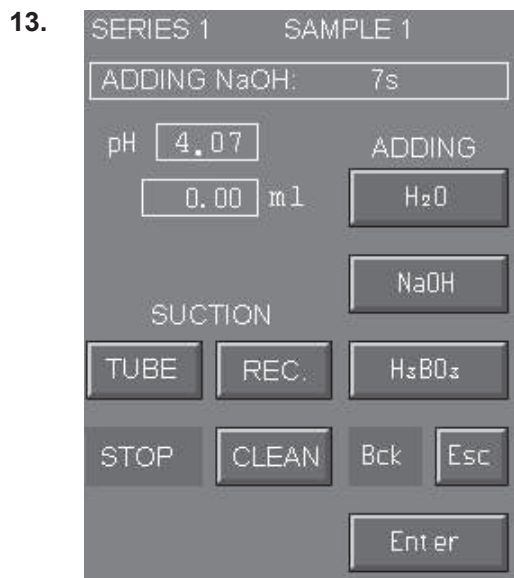 13.
SERIES 1 SAMPLE 1
ADDING NaOH: 7s
pH 4.07
ADDING
0.00 ml
H₂O
NaOH
SUCTION
TUBE REC. H₃BO₃
STOP CLEAN Bck Esc
Enter